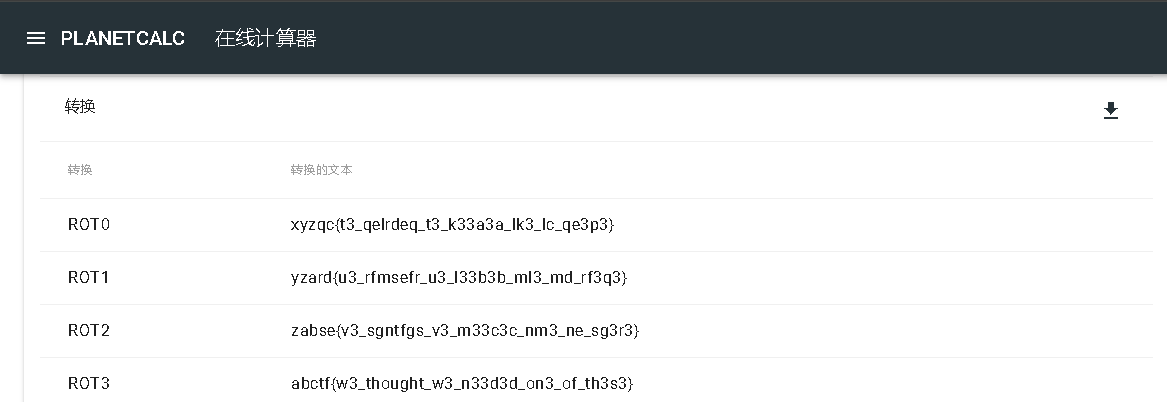 PLANETCALC 在线计算器
转换
转换 转换的文本
ROT0 xyzqc{t3_qelrdeq_t3_k33a3a_lk3_lc_qe3p3}
ROT1 yzard{u3_rfmsefr_u3_l33b3b_ml3_md_rf3q3}
ROT2 zabse{v3_sgntfgs_v3_m33c3c_nm3_ne_sg3r3}
ROT3 abctf{w3_thought_w3_n33d3d_on3_of_th3s3}